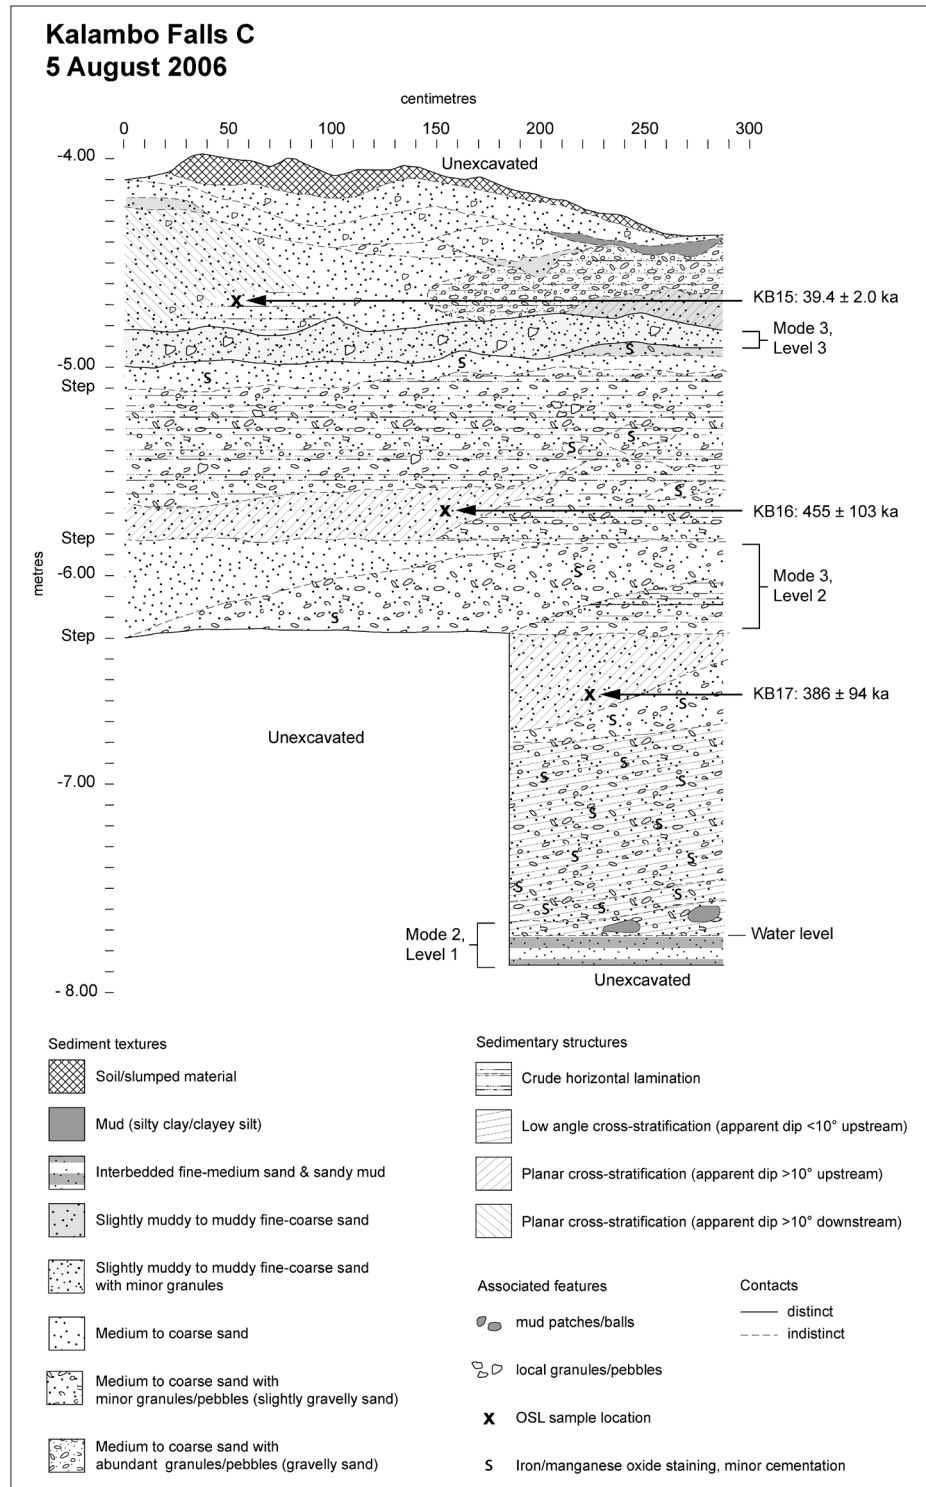 Kalambo Falls C
5 August 2006
centimetres
0 50 100 150 200 250 300
-4.00
Unexcavated
KB15: 39.4 ± 2.0 ka
Mode 3,
Level 3
-5.00
Step
S
S
S
S
S
S
KB16: 455 ± 103 ka
Step
-6.00
metres
S
Mode 3,
Level 2
S
Step
KB17: 386 ± 94 ka
S
S
Unexcavated
S
S
S
-7.00
S
S
S
S
S
S
S
S
Mode 2,
Level 1
Water level
Unexcavated
- 8.00
Sediment textures
Soil/slumped material
Mud (silty clay/clayey silt)
Interbedded fine-medium sand & sandy mud
Slightly muddy to muddy fine-coarse sand
Slightly muddy to muddy fine-coarse sand
with minor granules
Medium to coarse sand
Medium to coarse sand with
minor granules/pebbles (slightly gravelly sand)
Medium to coarse sand with
abundant granules/pebbles (gravelly sand)
Sedimentary structures
Crude horizontal lamination
Low angle cross-stratification (apparent dip <10° upstream)
Planar cross-stratification (apparent dip >10° upstream)
Planar cross-stratification (apparent dip >10° downstream)
Associated features
mud patches/balls
local granules/pebbles
x OSL sample location
S Iron/manganese oxide staining, minor cementation
Contacts
distinct
indistinct